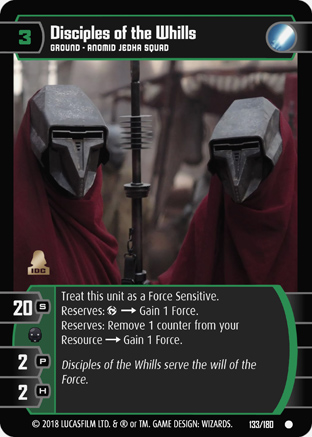 3
Disciples of the Whills
GROUND - ANOMID JEDHA SQUAD
IDC
20 S
Treat this unit as a Force Sensitive.
Reserves: → Gain 1 Force.
Reserves: Remove 1 counter from your
Resource → Gain 1 Force.
2 P
Disciples of the Whills serve the will of the
Force.
2 H
© 2018 LUCASFILM LTD. & ® or TM. GAME DESIGN: WIZARDS. 133/180